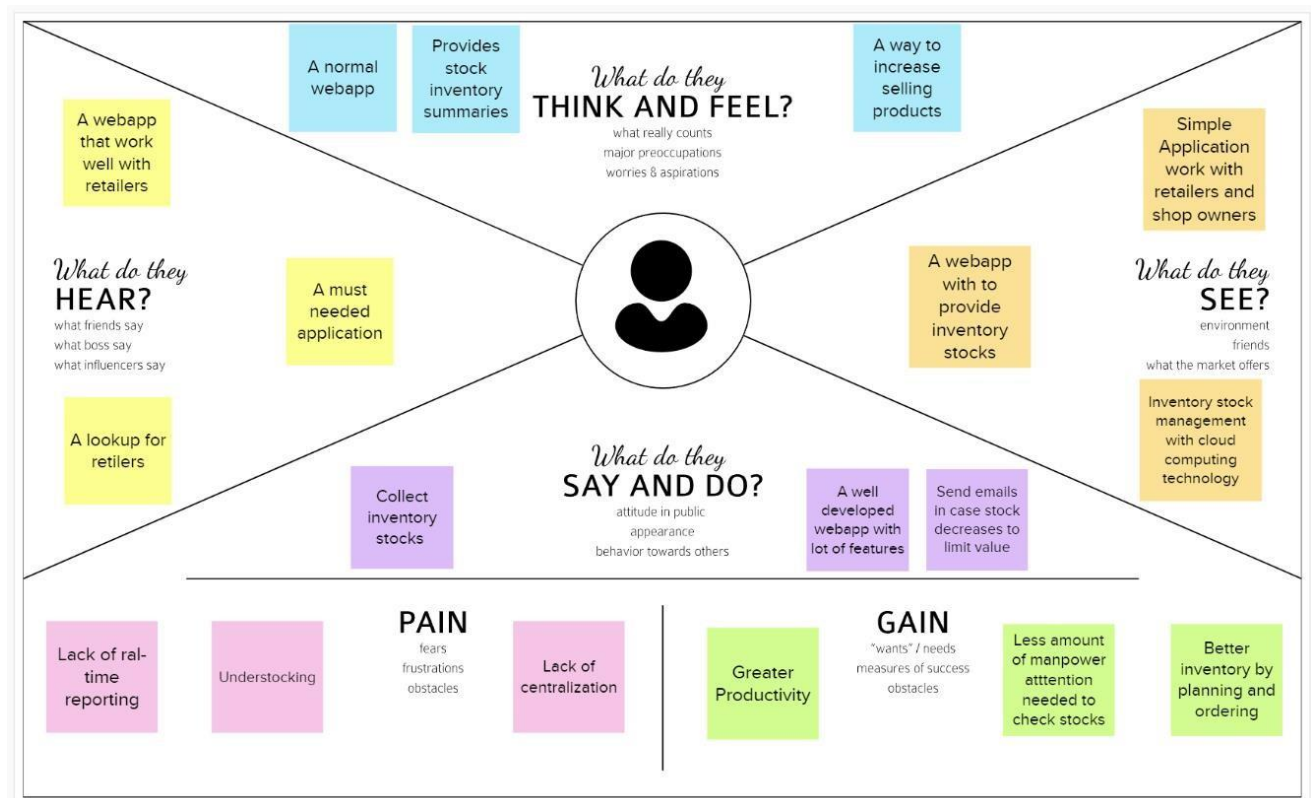 A normal
webapp
Provides
stock
inventory
summaries
What do they
THINK AND FEEL?
what really counts
major preoccupations
worries & aspirations
A way to
increase
selling
products
A webapp
that work
well with
retailers
What do they
HEAR?
what friends say
what boss say
what influencers say
A must
needed
application
A lookup for
retilers
Simple
Application
work with
retailers and
shop owners
A webapp
with to
provide
inventory
stocks
What do they
SEE?
environment
friends
what the market offers
Inventory stock
management
with cloud
computing
technology
What do they
SAY AND DO?
attitude in public
appearance
behavior towards others
Collect
inventory
stocks
A well
developed
webapp with
lot of features
Send emails
in case stock
decreases to
limit value
PAIN
fears
frustrations
obstacles
Lack of ral-
time
reporting
Understocking
Lack of
centralization
GAIN
"wants" / needs
measures of success
obstacles
Greater
Productivity
Less amount
of manpower
atttention
needed to
check stocks
Better
inventory by
planning and
ordering